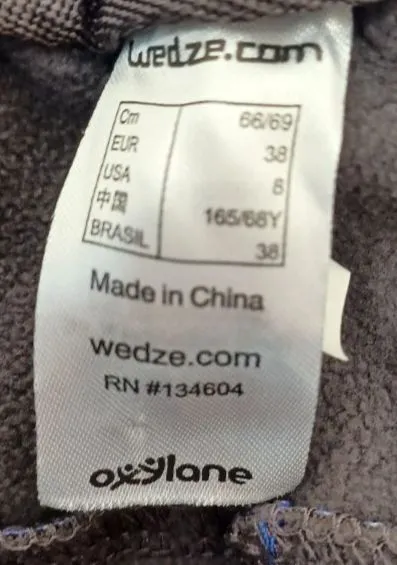 wedze.com
Cm 66/69
EUR 38
USA 8
中国 165/68Y
BRASIL 38
Made in China
wedze.com
RN #134604
oxylane